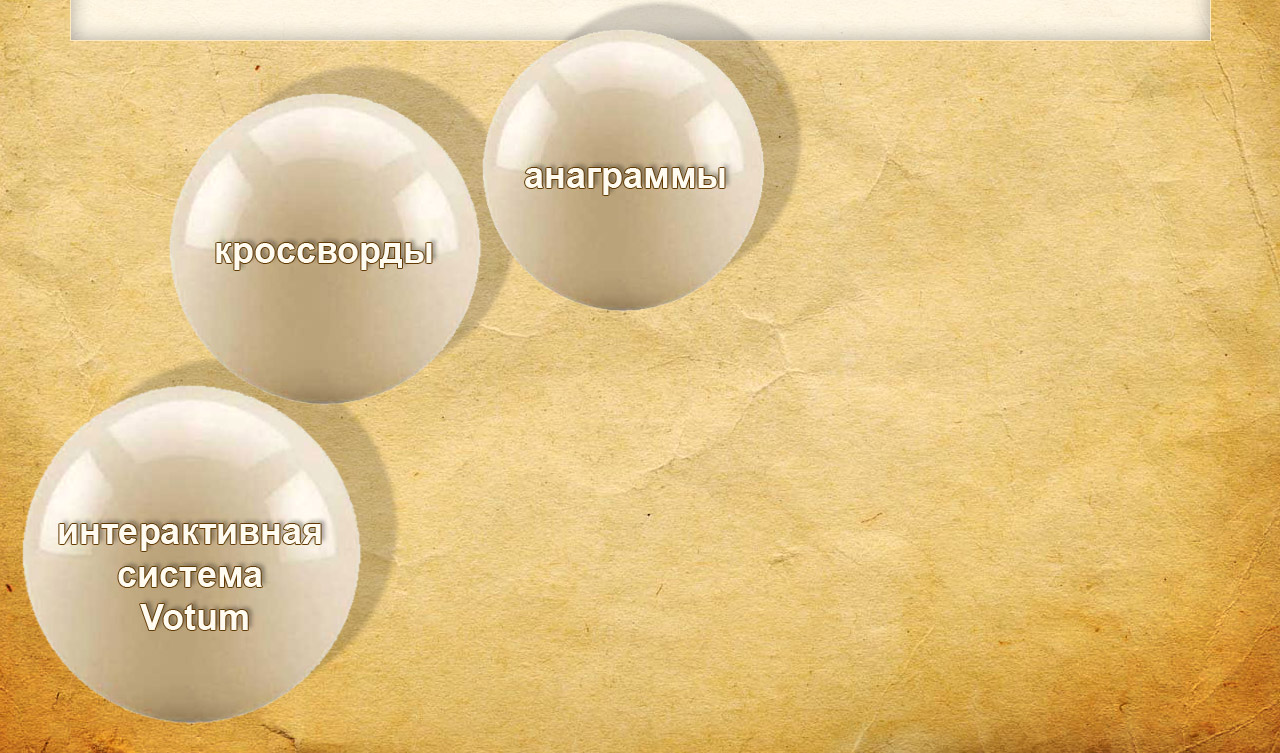 анаграммы
кроссворды
интерактивная
система
Votum